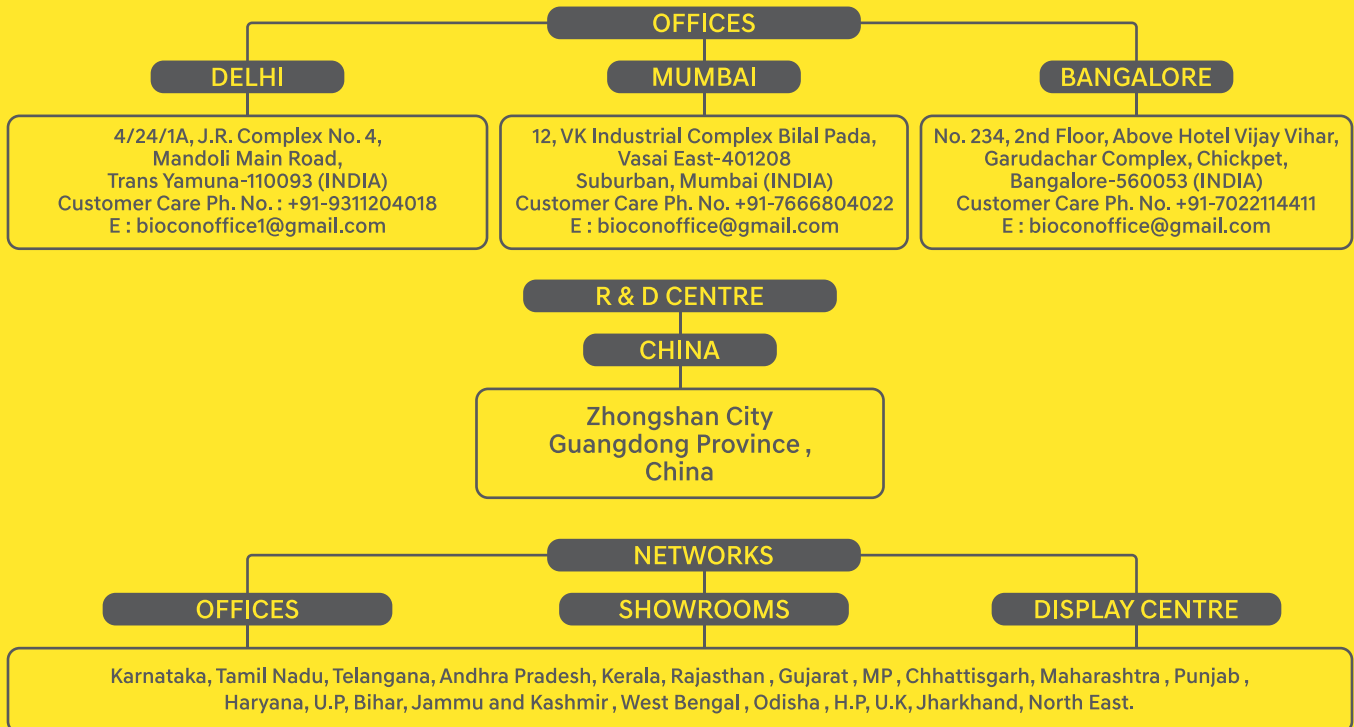 OFFICES
DELHI
4/24/1A, J.R. Complex No. 4,
Mandoli Main Road,
Trans Yamuna-110093 (INDIA)
Customer Care Ph. No. : +91-9311204018
E : bioconoffice1@gmail.com
MUMBAI
12, VK Industrial Complex Bilal Pada,
Vasai East-401208
Suburban, Mumbai (INDIA)
Customer Care Ph. No. +91-7666804022
E : bioconoffice@gmail.com
BANGALORE
No. 234, 2nd Floor, Above Hotel Vijay Vihar,
Garudachar Complex, Chickpet,
Bangalore-560053 (INDIA)
Customer Care Ph. No. +91-7022114411
E : bioconoffice@gmail.com
R & D CENTRE
CHINA
Zhongshan City
Guangdong Province ,
China
NETWORKS
OFFICES
SHOWROOMS
DISPLAY CENTRE
Karnataka, Tamil Nadu, Telangana, Andhra Pradesh, Kerala, Rajasthan , Gujarat , MP , Chhattisgarh, Maharashtra , Punjab ,
Haryana, U.P, Bihar, Jammu and Kashmir , West Bengal , Odisha , H.P, U.K, Jharkhand, North East.